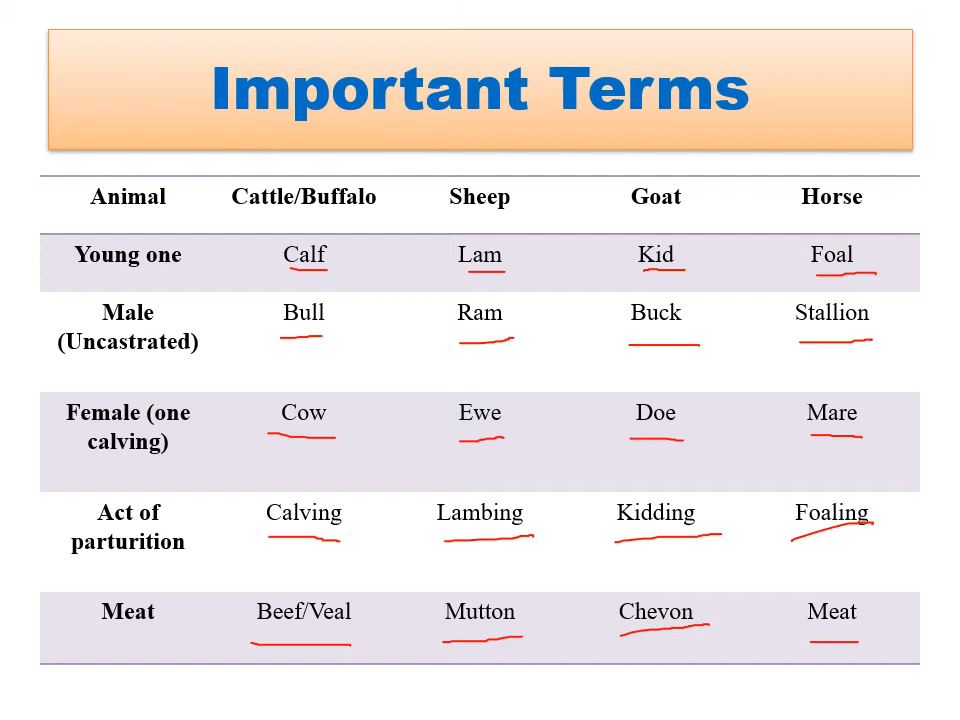 Important Terms
Animal Cattle/Buffalo Sheep Goat Horse
Young one Calf Lam Kid Foal
Male (Uncastrated) Bull Ram Buck Stallion
Female (one calving) Cow Ewe Doe Mare
Act of parturition Calving Lambing Kidding Foaling
Meat Beef/Veal Mutton Chevon Meat